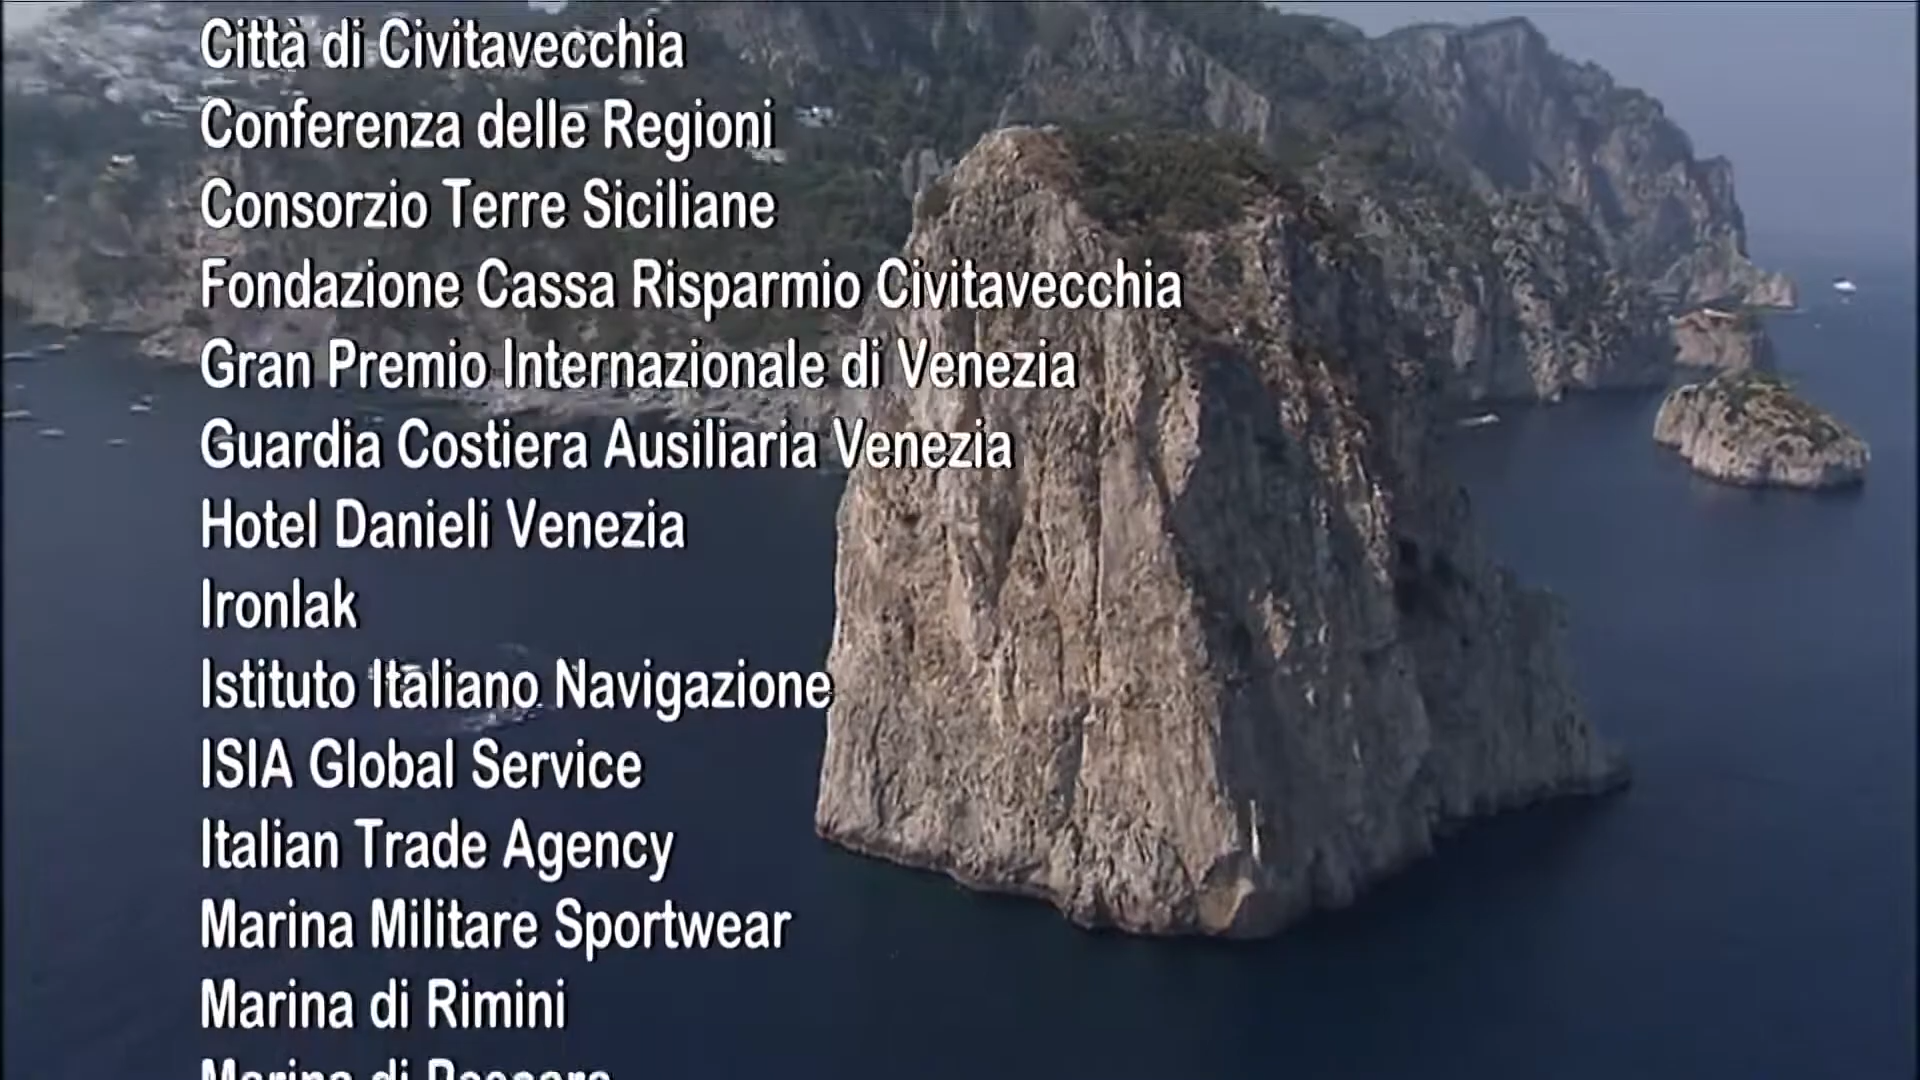 Città di Civitavecchia
Conferenza delle Regioni
Consorzio Terre Siciliane
Fondazione Cassa Risparmio Civitavecchia
Gran Premio Internazionale di Venezia
Guardia Costiera Ausiliaria Venezia
Hotel Danieli Venezia
Ironlak
Istituto Italiano Navigazione
ISIA Global Service
Italian Trade Agency
Marina Militare Sportwear
Marina di Rimini
Marina di